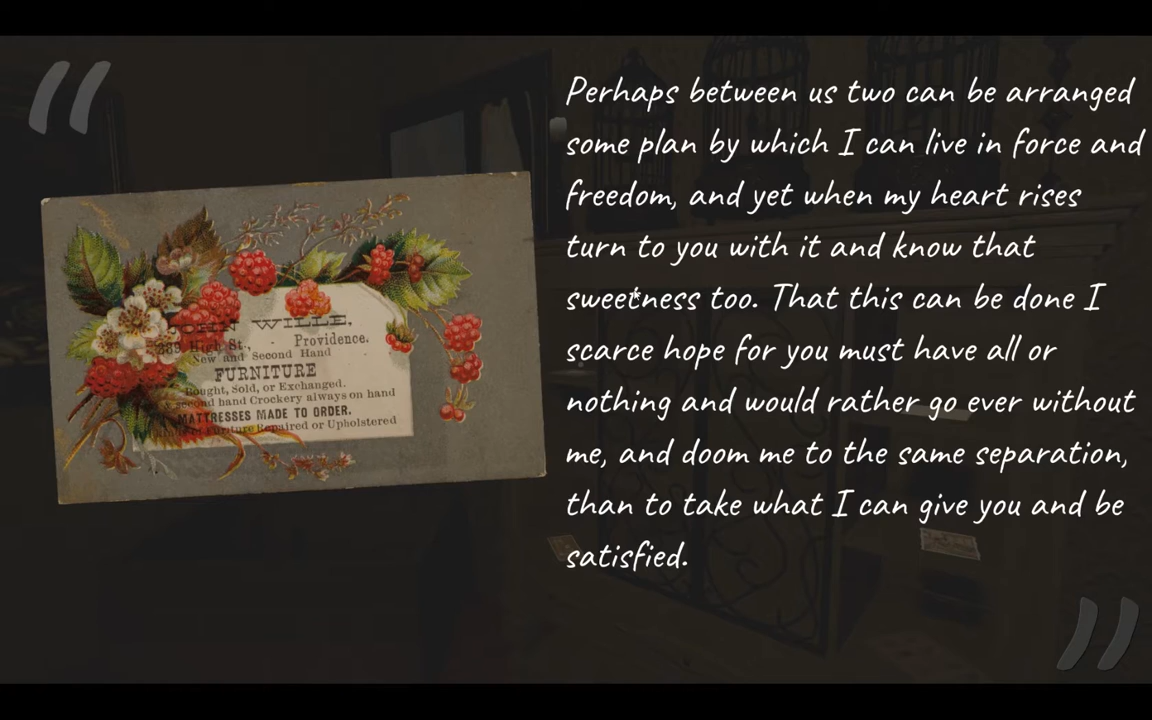 JOHN WILLE,
389 High St., - Providence.
New and Second Hand
FURNITURE
Bought, Sold, or Exchanged.
second hand Crockery always on hand
MATTRESSES MADE TO ORDER.
of Furniture Repaired or Upholstered
Perhaps between us two can be arranged
some plan by which I can live in force and
freedom, and yet when my heart rises
turn to you with it and know that
sweetness too. That this can be done I
scarce hope for you must have all or
nothing and would rather go ever without
me, and doom me to the same separation,
than to take what I can give you and be
satisfied.